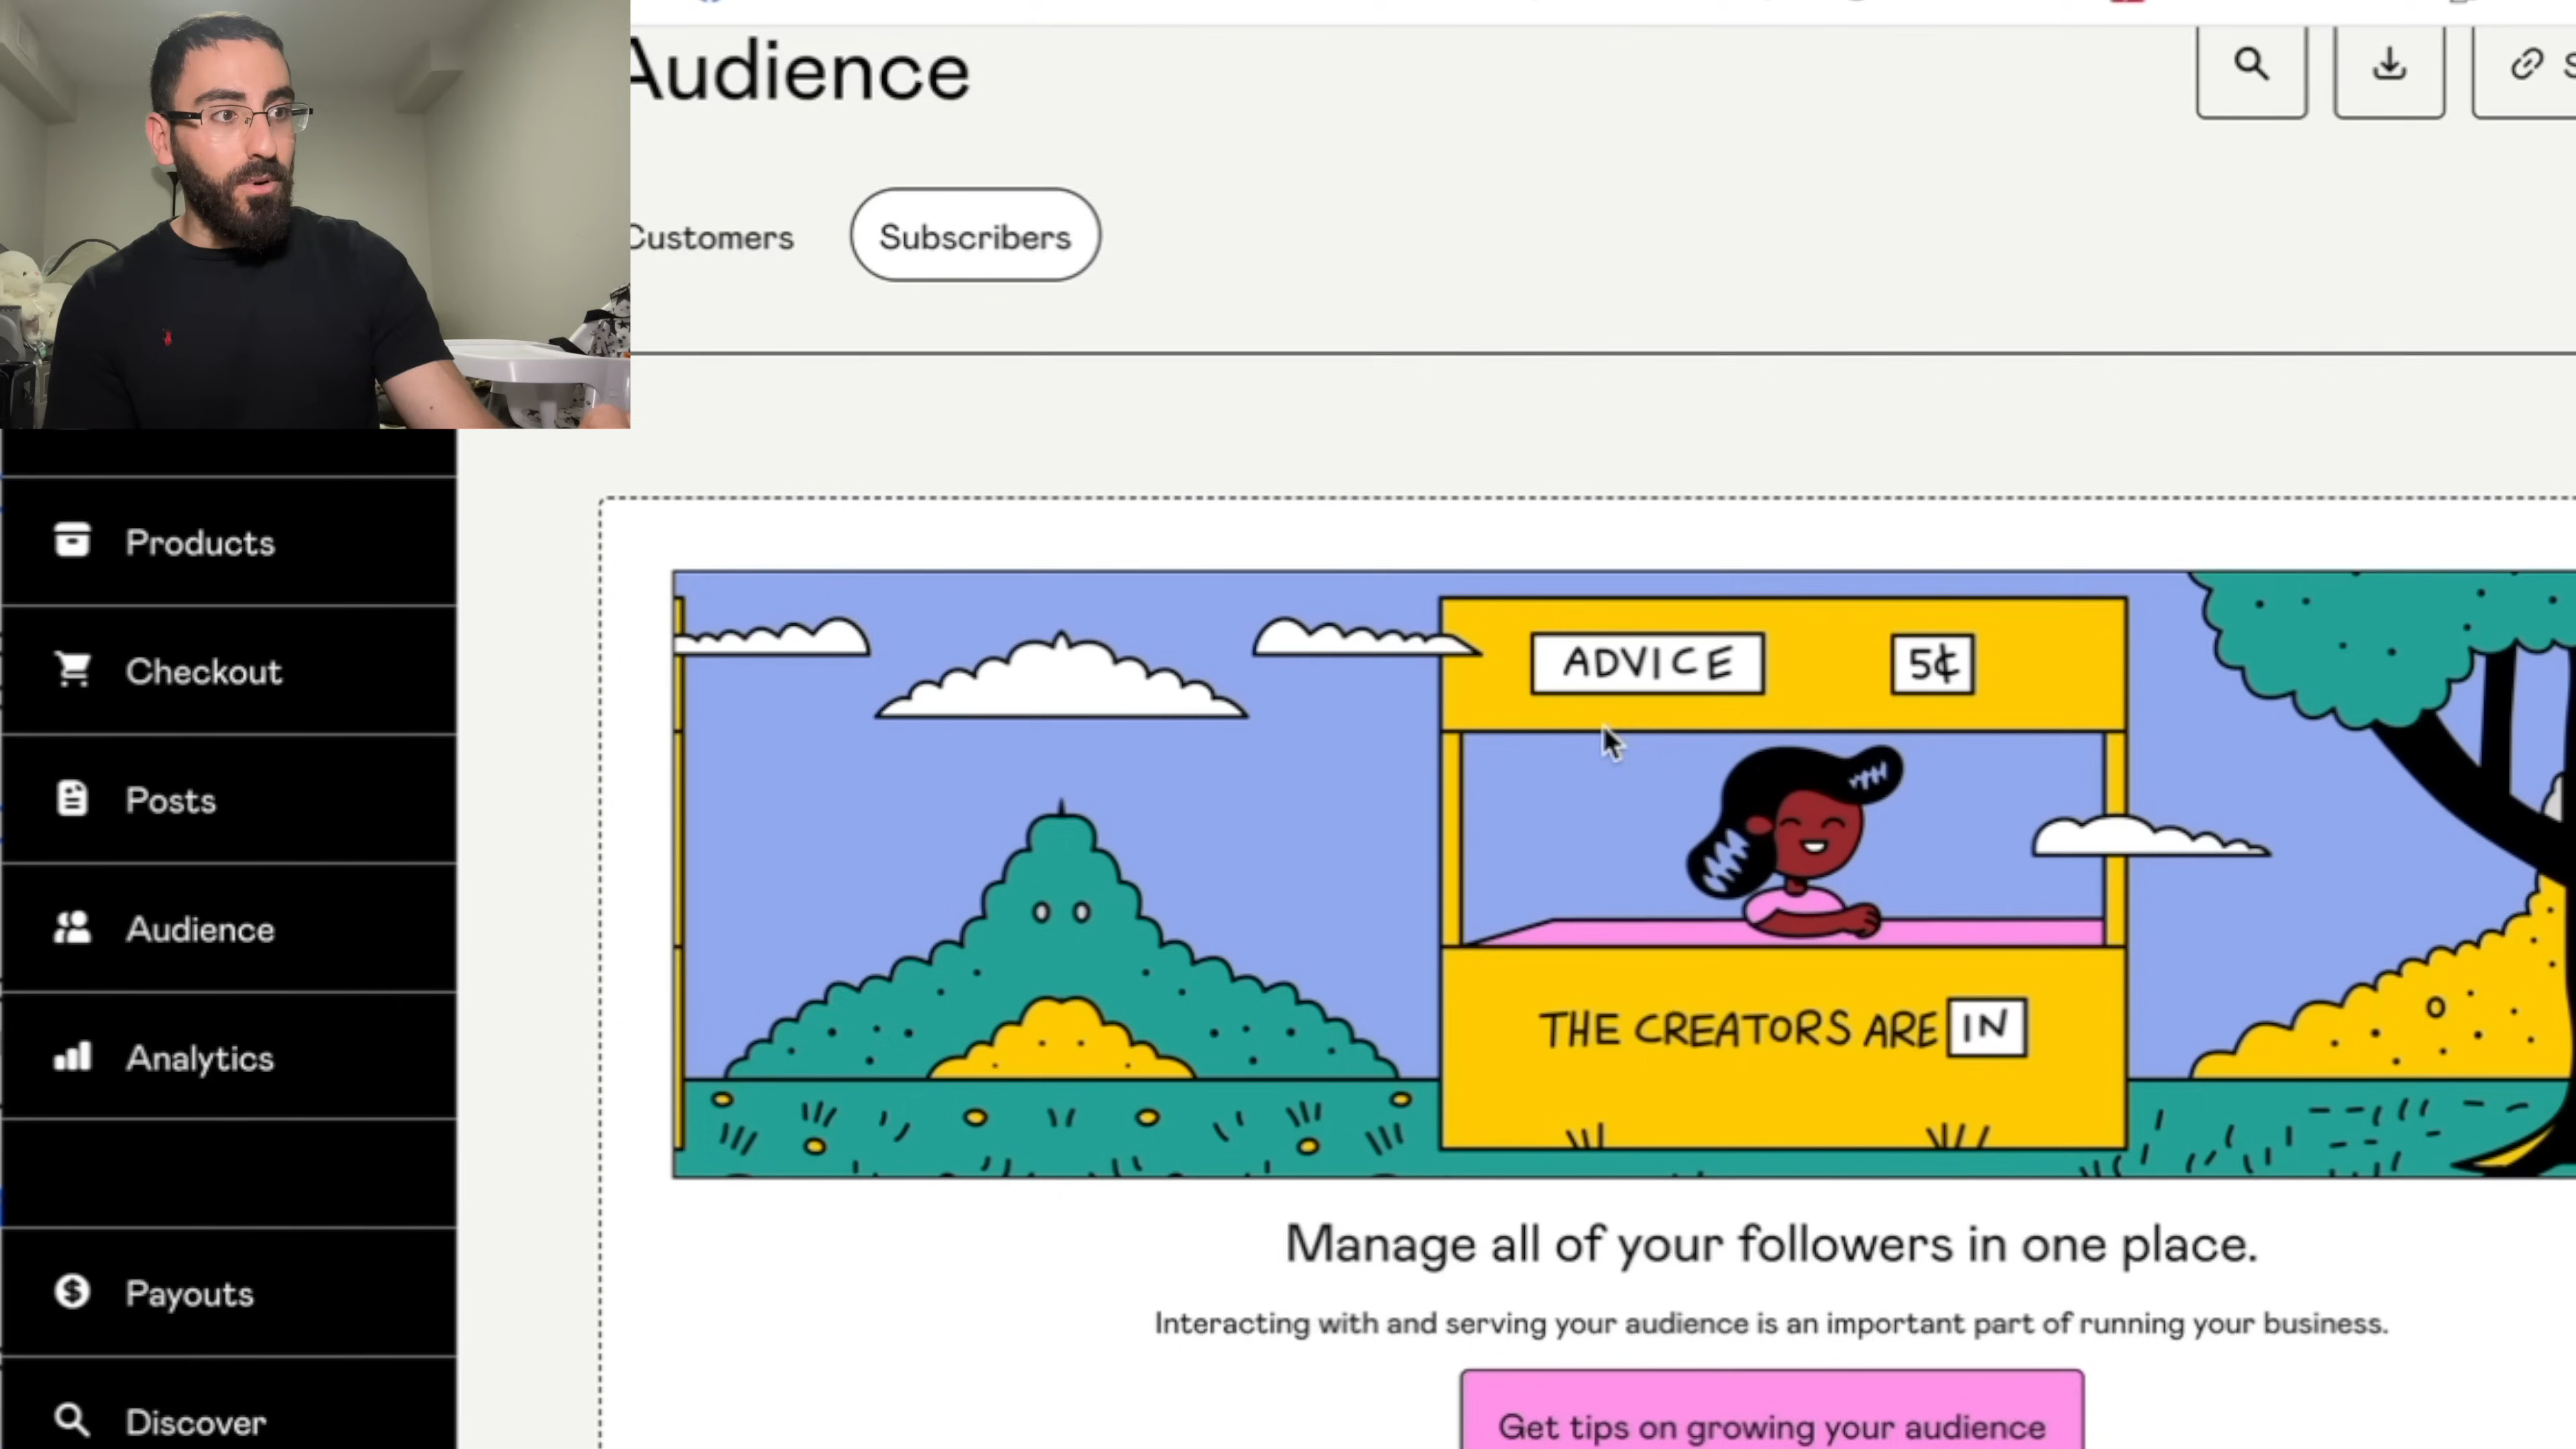 Audience
S
Customers
Subscribers
Products
Checkout
Posts
Audience
Analytics
Payouts
Discover
ADVICE
5¢
THE CREATORS ARE IN
Manage all of your followers in one place.
Interacting with and serving your audience is an important part of running your business.
Get tips on growing your audience